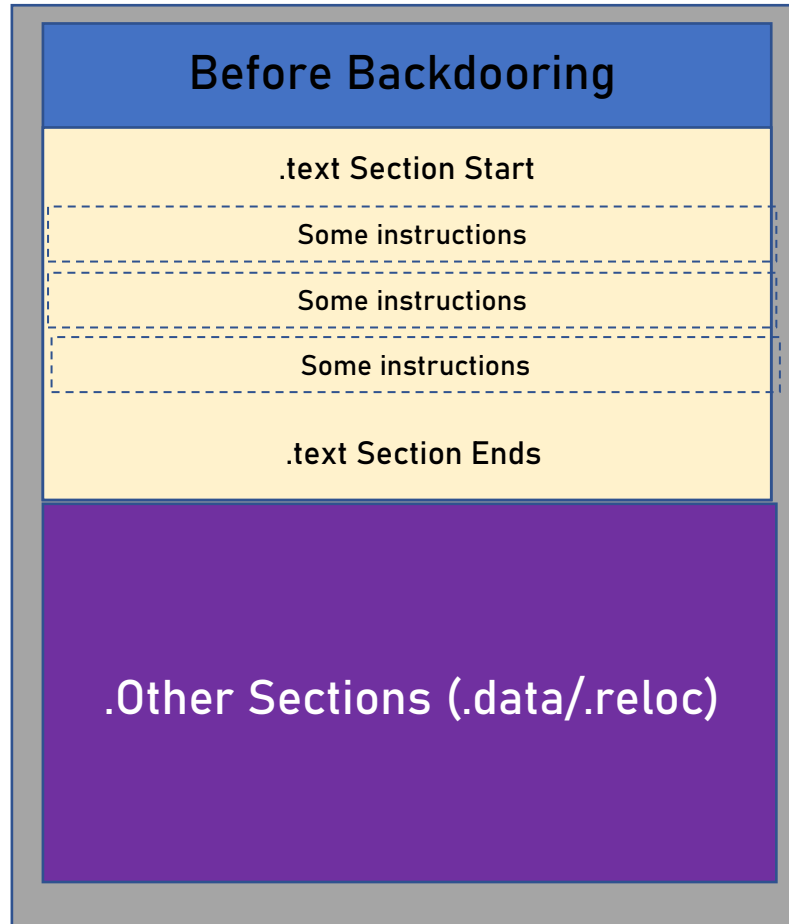 Before Backdooring
.text Section Start
Some instructions
Some instructions
Some instructions
.text Section Ends
.Other Sections (.data/.reloc)